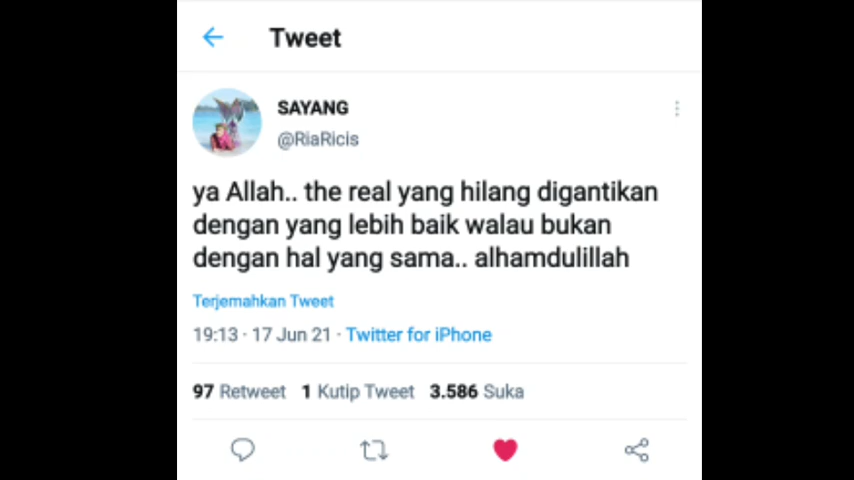 Tweet
SAYANG
@RiaRicis
ya Allah.. the real yang hilang digantikan
dengan yang lebih baik walau bukan
dengan hal yang sama.. alhamdulillah
Terjemahkan Tweet
19:13 · 17 Jun 21 · Twitter for iPhone
97 Retweet 1 Kutip Tweet 3.586 Suka